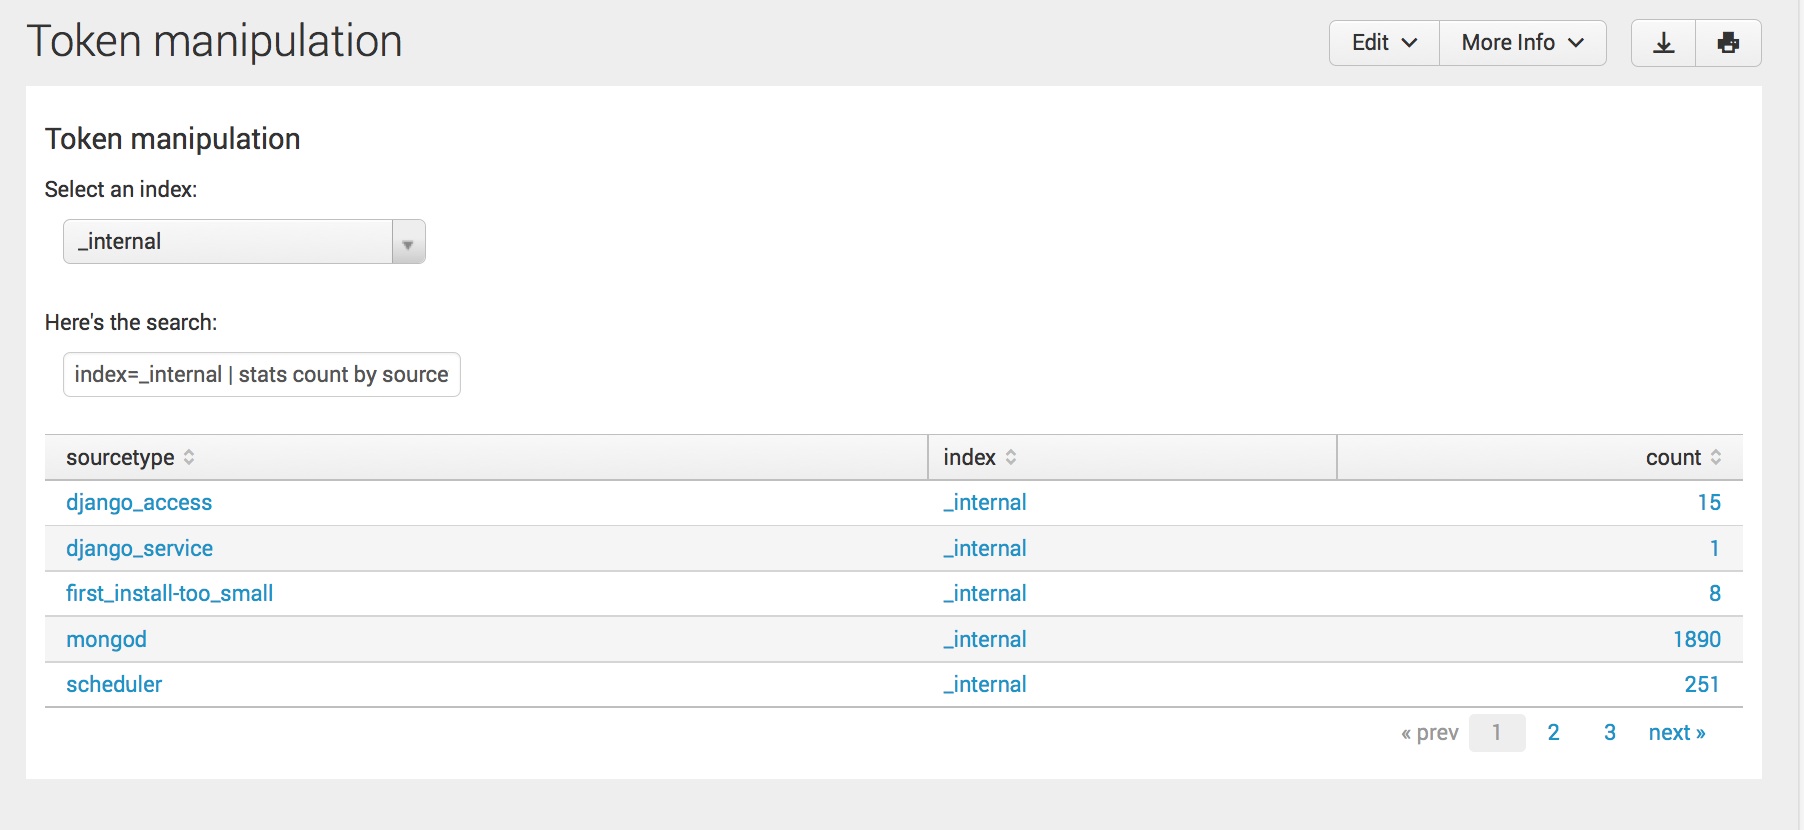 Token manipulation
Edit More Info
Token manipulation
Select an index:
_internal
Here's the search:
index=_internal | stats count by source
sourcetype index count
django_access _internal 15
django_service _internal 1
first_install-too_small _internal 8
mongod _internal 1890
scheduler _internal 251
« prev 1 2 3 next »